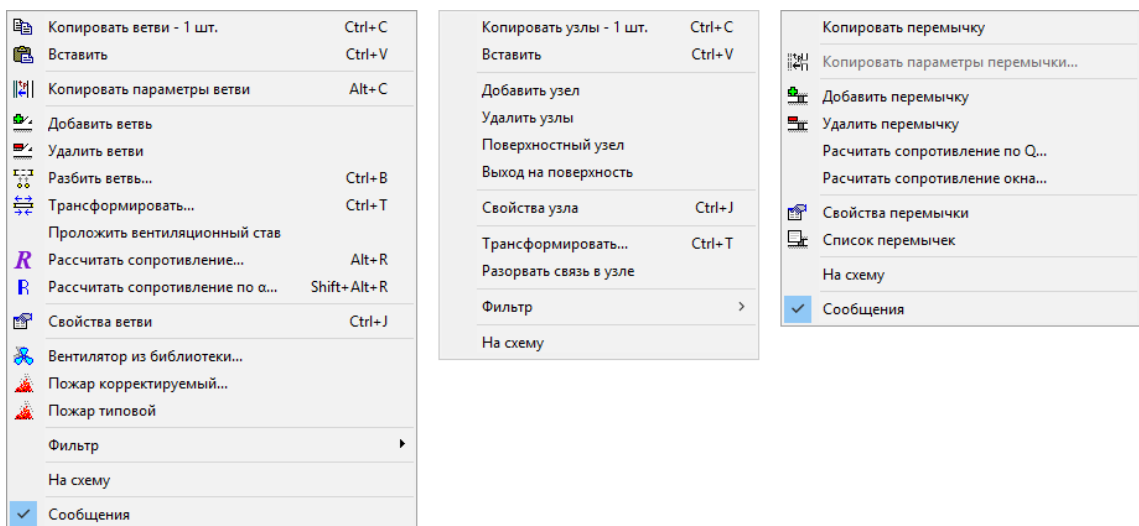 Копировать ветви - 1 шт. Ctrl+C
Вставить Ctrl+V
Копировать параметры ветви Alt+C
Добавить ветвь
Удалить ветви
Разбить ветвь... Ctrl+B
Трансформировать... Ctrl+T
Проложить вентиляционный став
R Рассчитать сопротивление... Alt+R
R Рассчитать сопротивление по α... Shift+Alt+R
Свойства ветви Ctrl+J
Вентилятор из библиотеки...
Пожар корректируемый...
Пожар типовой
Фильтр
На схему
Сообщения
Копировать узлы - 1 шт. Ctrl+C
Вставить Ctrl+V
Добавить узел
Удалить узлы
Поверхностный узел
Выход на поверхность
Свойства узла Ctrl+J
Трансформировать... Ctrl+T
Разорвать связь в узле
Фильтр
На схему
Копировать перемычку
Копировать параметры перемычки...
Добавить перемычку
Удалить перемычку
Расчитать сопротивление по Q...
Расчитать сопротивление окна...
Свойства перемычки
Список перемычек
На схему
Сообщения